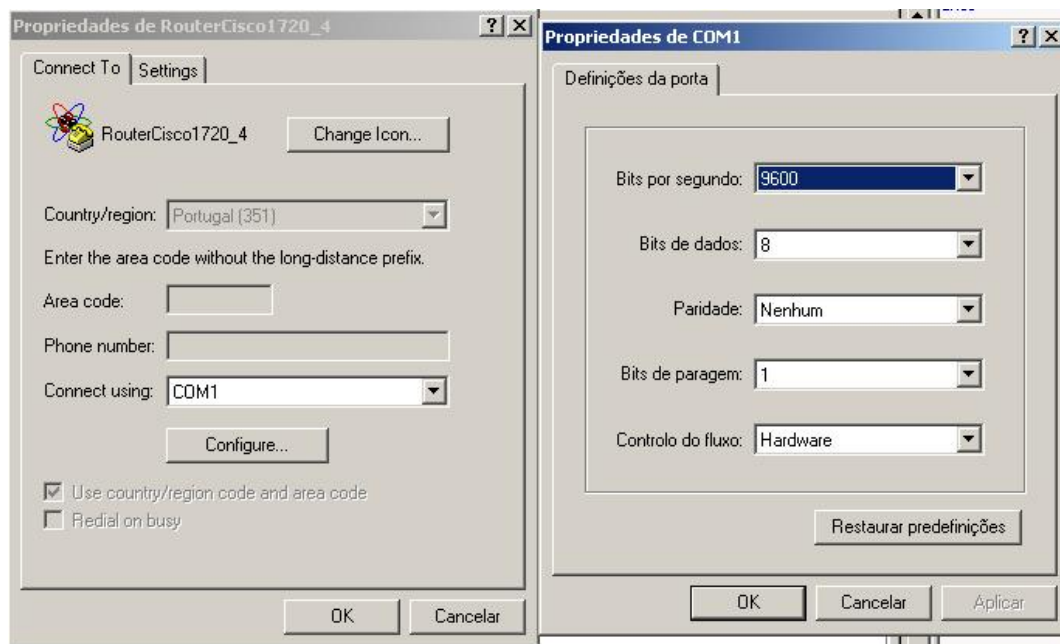 Propriedades de RouterCisco1720_4
Connect To Settings
RouterCisco1720_4 Change Icon...
Country/region: Portugal (351)
Enter the area code without the long-distance prefix.
Area code:
Phone number:
Connect using: COM1
Configure...
Use country/region code and area code
Redial on busy
OK Cancelar
Propriedades de COM1
Definições da porta
Bits por segundo: 9600
Bits de dados: 8
Paridade: Nenhum
Bits de paragem: 1
Controlo do fluxo: Hardware
Restaurar predefinições
OK Cancelar Aplicar